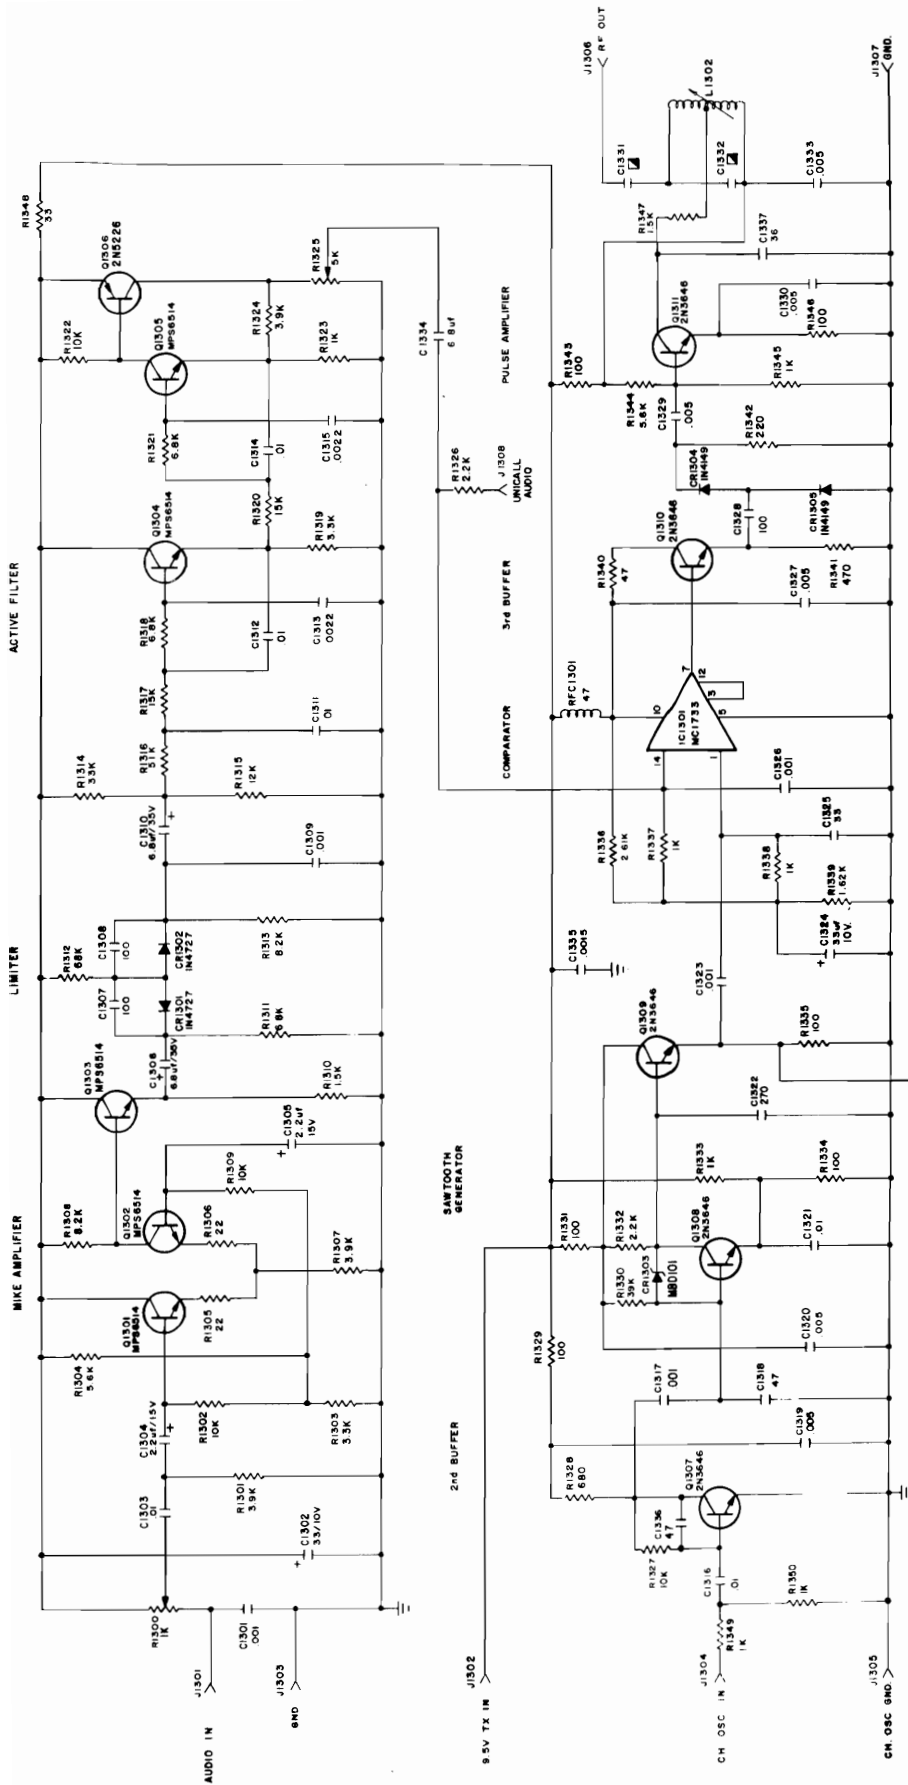 MIKE AMPLIFIER
LIMITER
ACTIVE FILTER
AUDIO IN
J1301
J1303
GND
R1300
1K
C1301
.001
C1302
33/10V
C1303
.01
R1301
3.9K
C1304
2.2uf/15V
R1302
10K
R1303
3.3K
R1304
5.6K
Q1301
MPS6514
R1305
22
R1306
22
R1307
3.9K
Q1302
MPS6514
R1308
8.2K
R1309
10K
C1305
2.2uf
15V
Q1303
MPS6514
R1310
1.5K
C1306
6.8uf/35V
R1311
6.8K
C1307
100
CR1301
IN4727
R1312
68K
C1308
100
CR1302
IN4727
R1313
8.2K
C1309
.001
C1310
6.8uf/35V
R1314
33K
R1315
12K
R1316
51K
C1311
.01
R1317
15K
R1318
6.8K
C1312
.01
C1313
.0022
Q1304
MPS6514
R1319
3.3K
R1320
15K
C1314
.01
R1321
6.8K
C1315
.0022
Q1305
MPS6514
R1322
10K
R1323
1K
R1324
3.9K
Q1306
2N5226
R1325
5K
R1348
33
C1334
6.8uf
R1326
2.2K
J1308
UNICALL
AUDIO
2nd BUFFER
SAWTOOTH
GENERATOR
COMPARATOR
3rd BUFFER
PULSE AMPLIFIER
J1302
9.5V TX IN
J1304
CH OSC IN
J1305
CH. OSC GND.
R1349
1K
R1350
1K
C1316
.01
R1327
10K
C1336
47
Q1307
2N3646
R1328
680
C1319
.005
C1317
.001
C1318
47
R1329
100
C1320
.005
R1330
39K
CR1303
MBD101
R1331
100
R1332
2.2K
Q1308
2N3646
C1321
.01
R1333
1K
R1334
100
C1322
270
Q1309
2N3646
R1335
100
C1323
.001
C1335
.0015
C1324
33uf
10V.
R1339
1.62K
R1338
1K
C1325
33
R1336
2.61K
R1337
1K
C1326
.001
RFC1301
47
IC1301
MC1733
14
1
10
5
3
12
7
R1340
47
C1327
.005
Q1310
2N3646
R1341
470
C1328
100
CR1304
IN4149
CR1305
IN4149
R1342
220
C1329
.005
R1343
100
R1344
5.6K
R1345
1K
Q1311
2N3646
C1330
.005
R1346
100
R1347
1.5K
C1337
36
C1331
C1332
C1333
.005
L1302
J1306
RF OUT
J1307
GND.